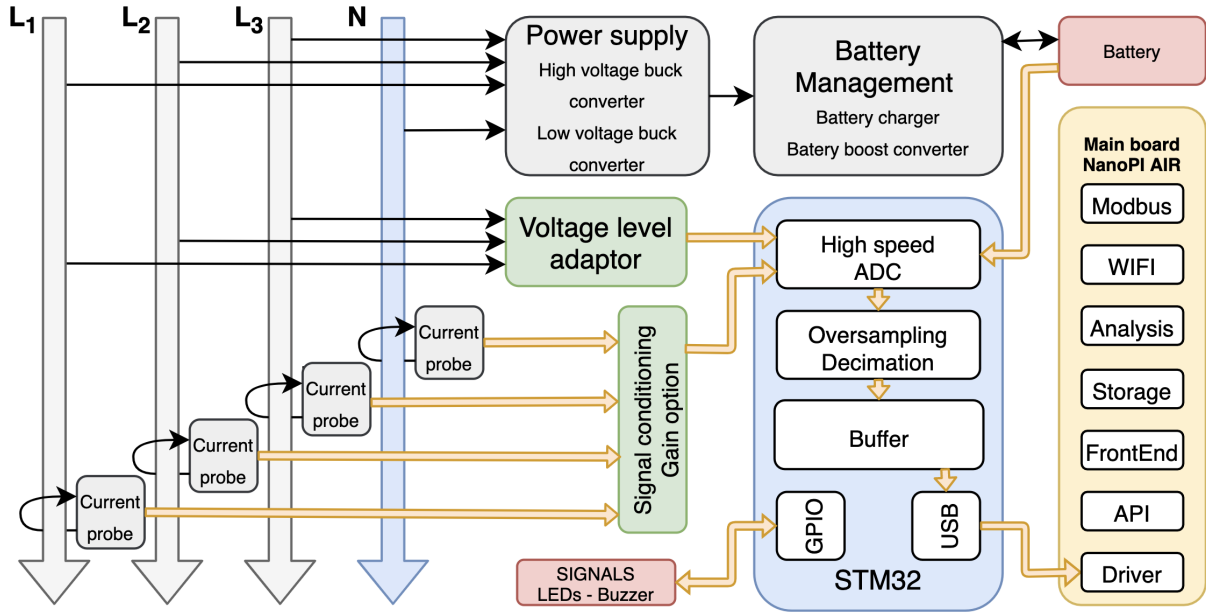 L1
L2
L3
N
Power supply
High voltage buck
converter
Low voltage buck
converter
Battery
Management
Battery charger
Batery boost converter
Battery
Main board
NanoPI AIR
Modbus
WIFI
Analysis
Storage
FrontEnd
API
Driver
Voltage level
adaptor
High speed
ADC
Oversampling
Decimation
Buffer
GPIO
USB
STM32
Current
probe
Current
probe
Current
probe
Current
probe
Signal conditioning
Gain option
SIGNALS
LEDs - Buzzer